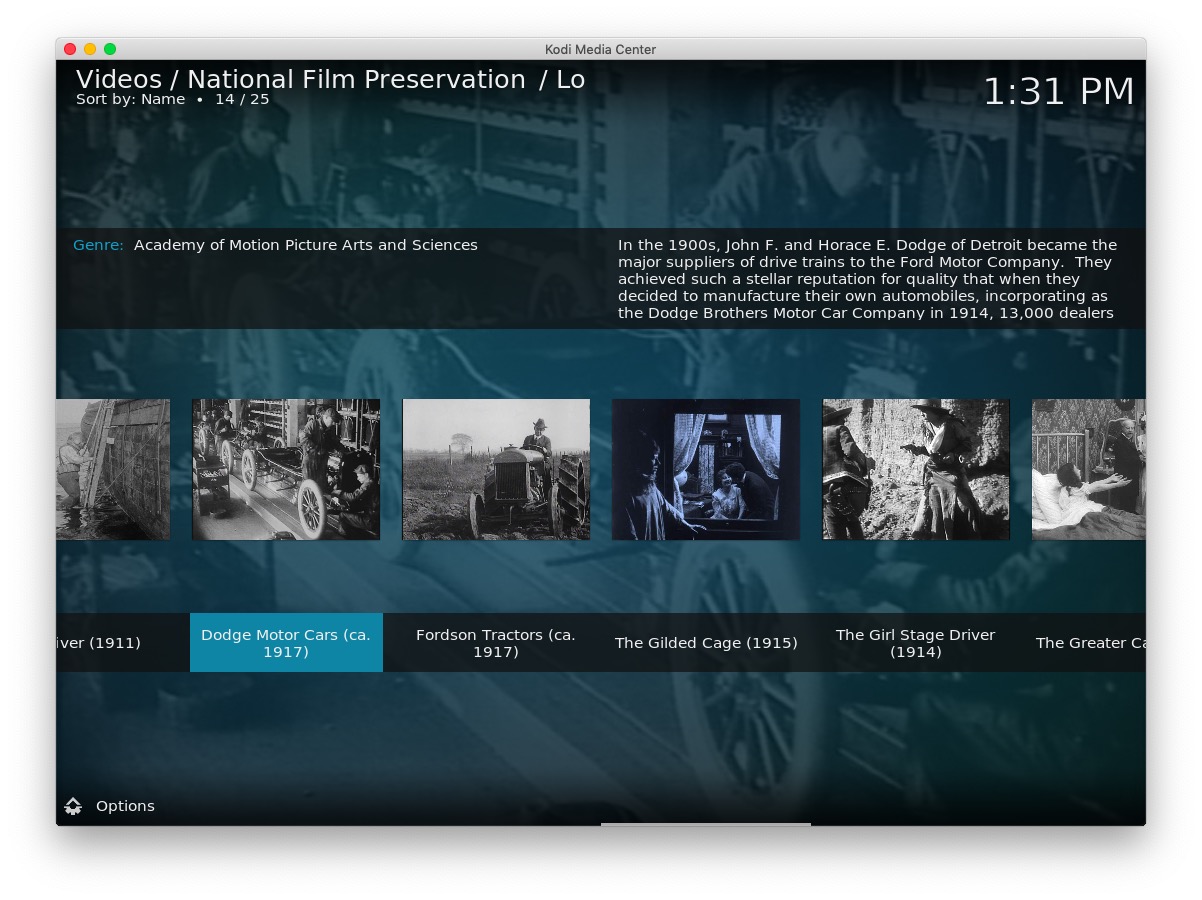 Kodi Media Center
Videos / National Film Preservation / Lo
Sort by: Name • 14 / 25
1:31 PM
Genre: Academy of Motion Picture Arts and Sciences
In the 1900s, John F. and Horace E. Dodge of Detroit became the
major suppliers of drive trains to the Ford Motor Company. They
achieved such a stellar reputation for quality that when they
decided to manufacture their own automobiles, incorporating as
the Dodge Brothers Motor Car Company in 1914, 13,000 dealers
iver (1911)
Dodge Motor Cars (ca.
1917)
Fordson Tractors (ca.
1917)
The Gilded Cage (1915)
The Girl Stage Driver
(1914)
The Greater Ca
Options